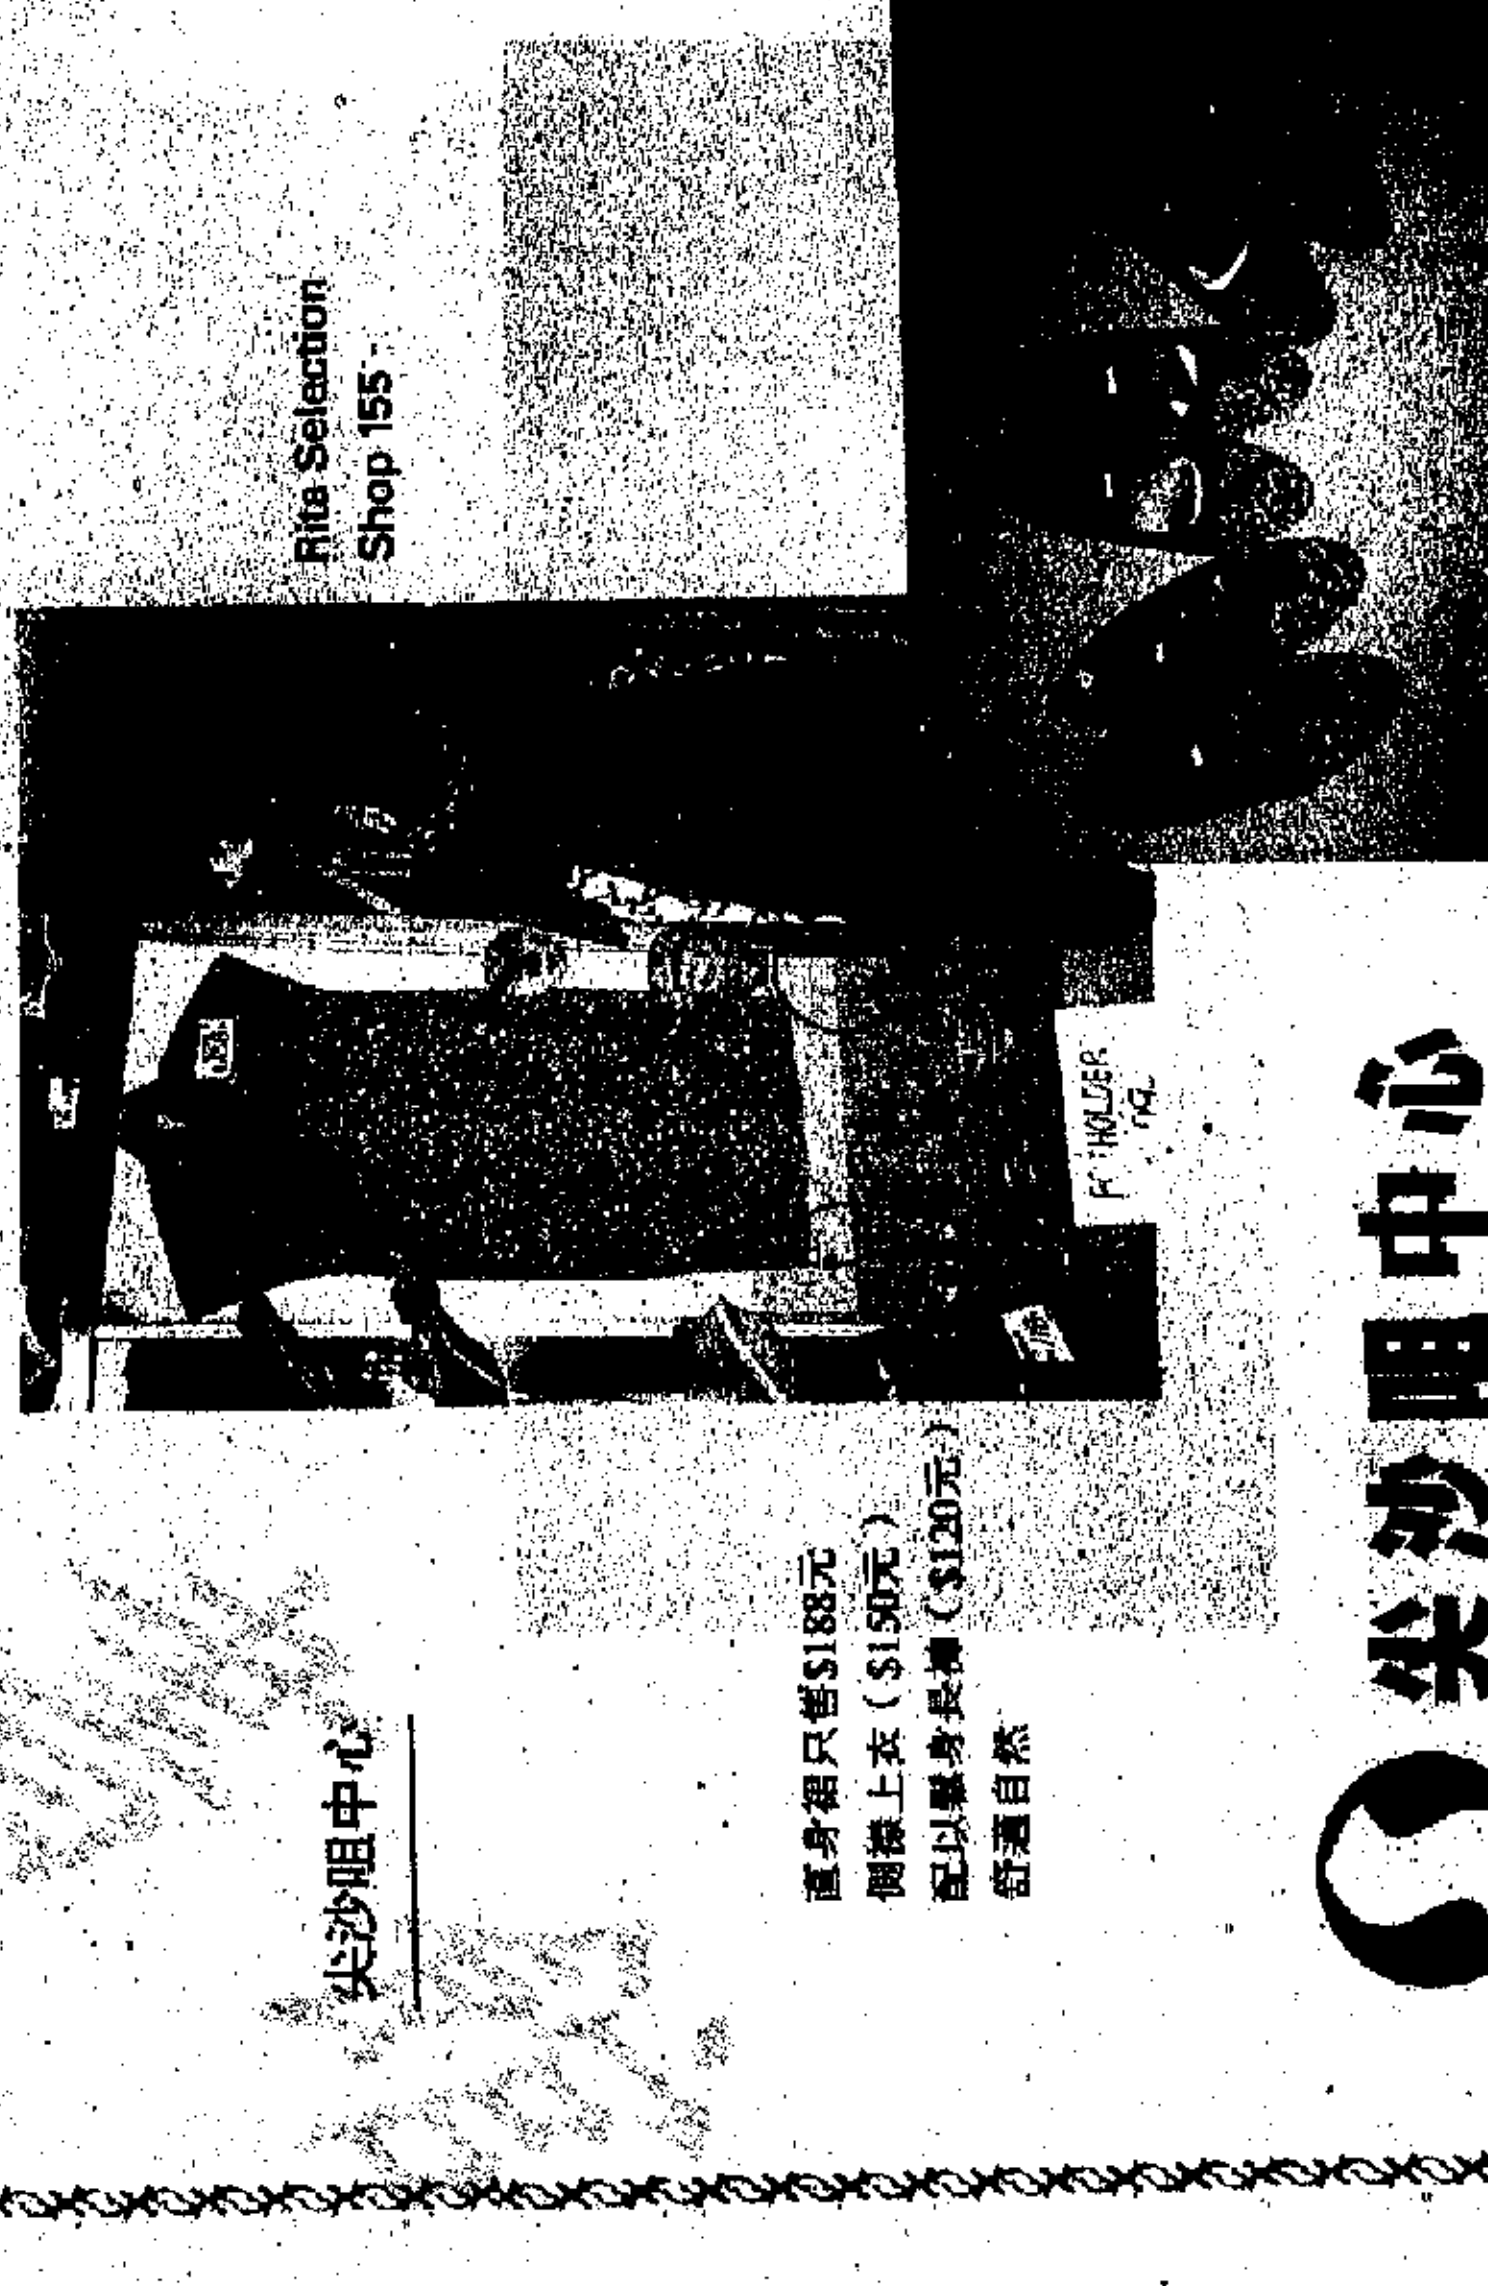 尖沙咀中心
直身裙只售$188元
側襟上衣($150元)
配以緊身長褲($120元)
舒適自然
Rita Selection
Shop 155
尖沙咀中心